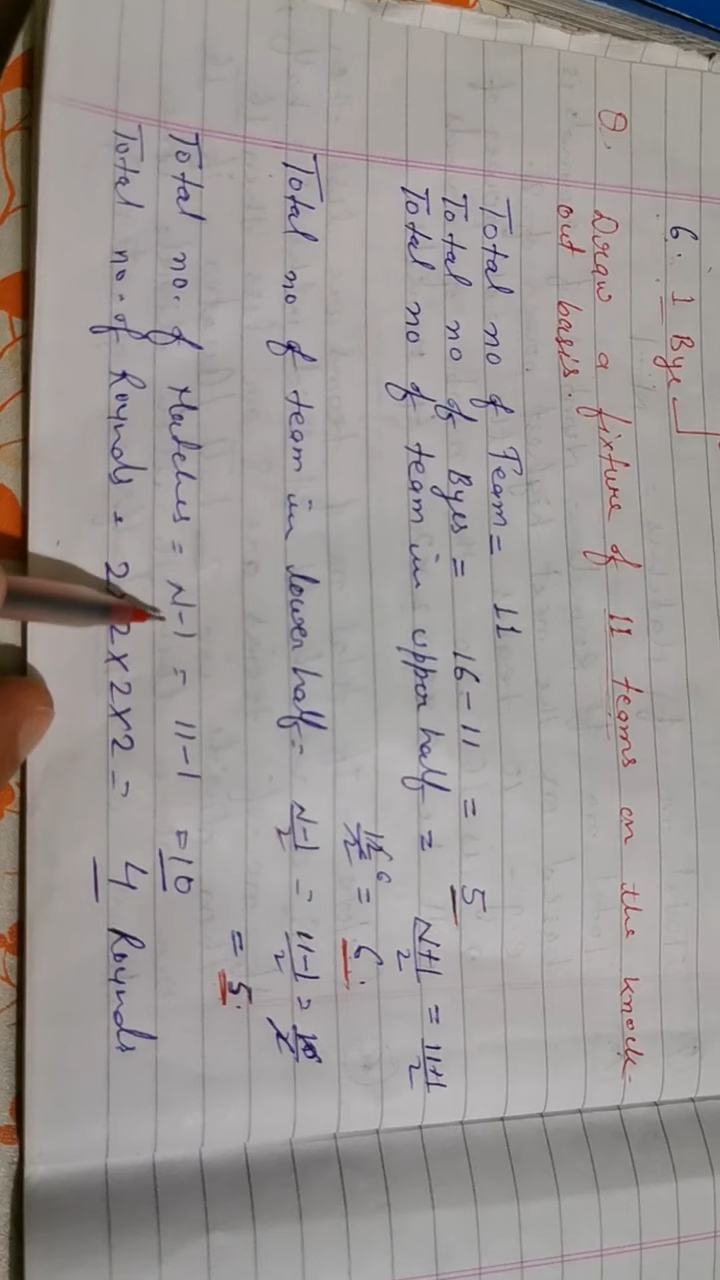 6. 1 Bye
Q. Draw a fixture of 11 teams on the knock-
out basis.
Total no of Team = 11
Total no of Byes = 16-11 = 5
Total no of team in upper half = N+1/2 = 11+1/2
12/2 6 = 6.
Total no of team in lower half = N-1/2 = 11-1/2 = 10/2
= 5.
Total no. of Matches = N-1 = 11-1 = 10
Total no. of Rounds = 2 2x2x2 = 4 Rounds